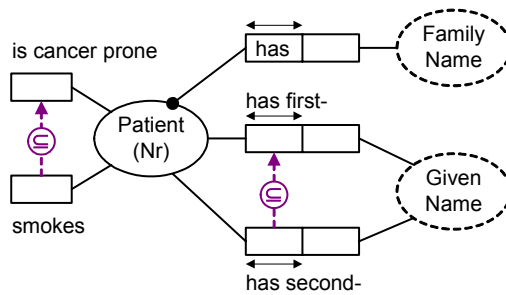 is cancer prone
has
Family
Name
Patient
(Nr)
has first-
Given
Name
smokes
has second-